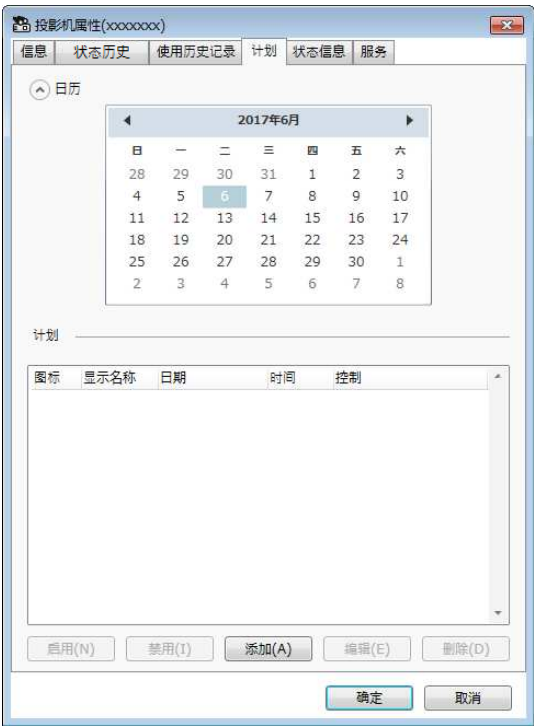 投影机属性(xxxxxxx)
信息 状态历史 使用历史记录 计划 状态信息 服务
日历
2017年6月
日 一 二 三 四 五 六
28 29 30 31 1 2 3
4 5 6 7 8 9 10
11 12 13 14 15 16 17
18 19 20 21 22 23 24
25 26 27 28 29 30 1
2 3 4 5 6 7 8
计划
图标 显示名称 日期 时间 控制
启用(N) 禁用(I) 添加(A) 编辑(E) 删除(D)
确定 取消